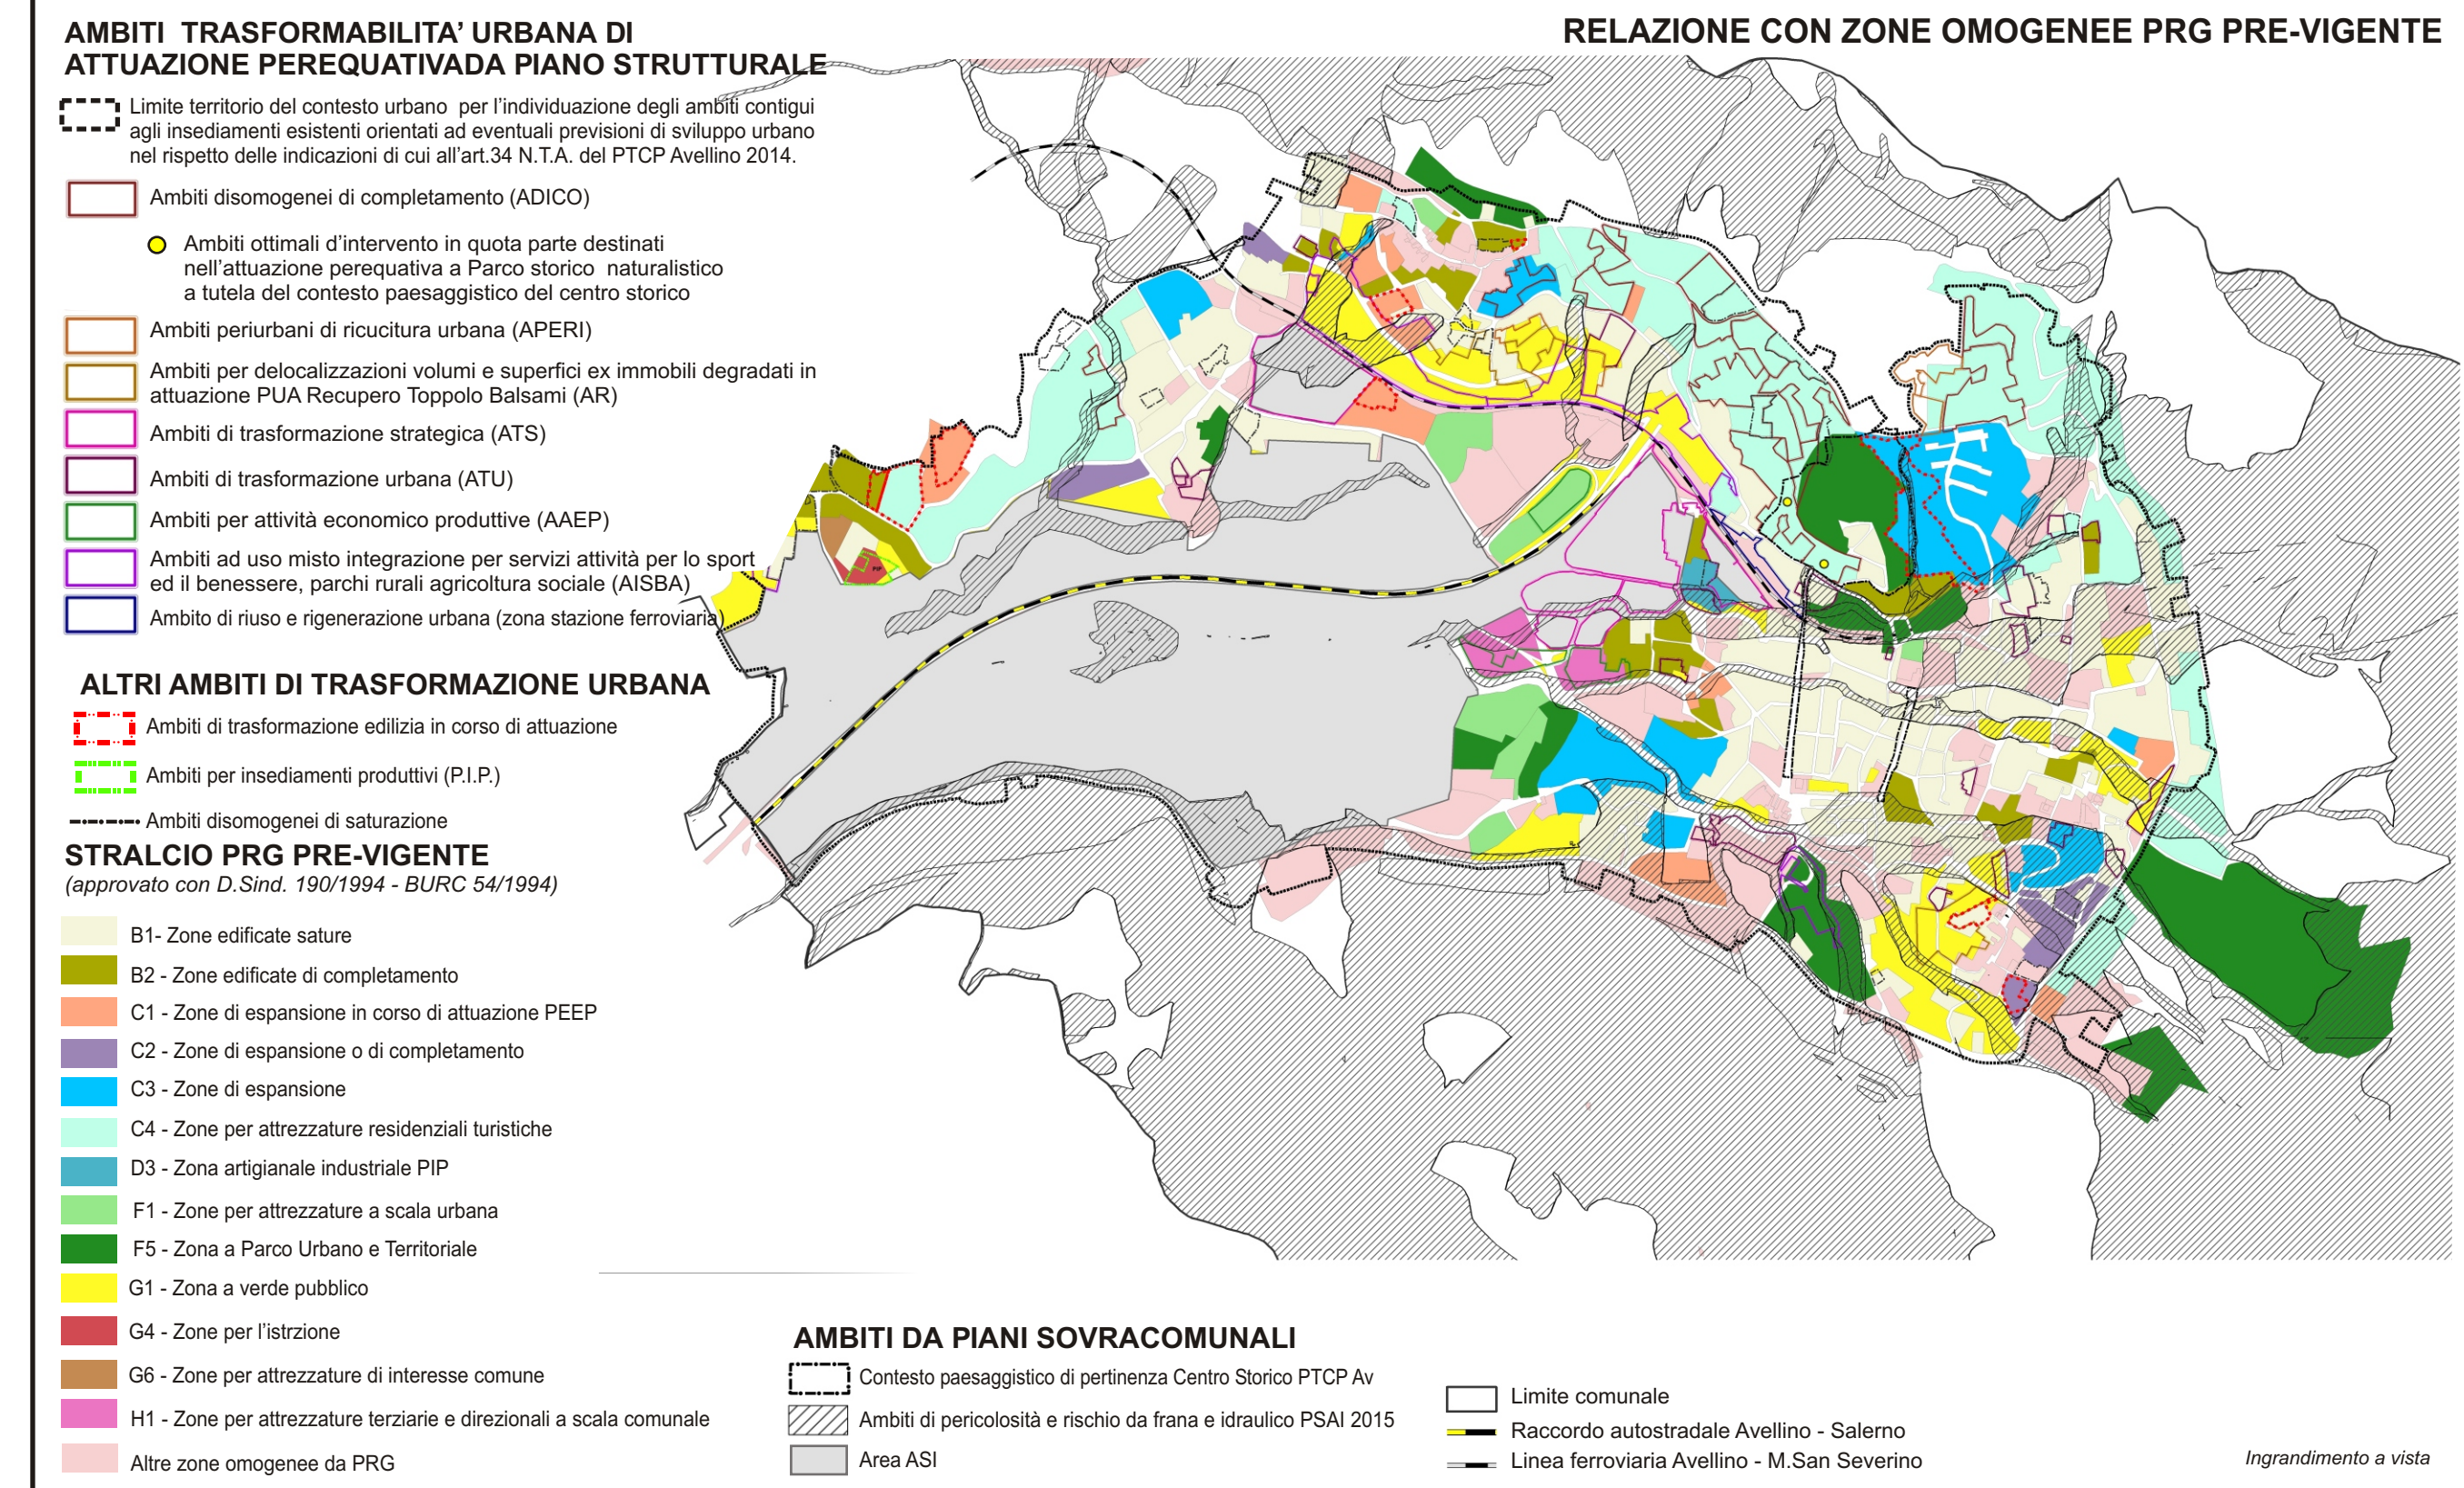 AMBITI TRASFORMABILITA' URBANA DI
ATTUAZIONE PEREQUATIVADA PIANO STRUTTURALE
RELAZIONE CON ZONE OMOGENEE PRG PRE-VIGENTE
Limite territorio del contesto urbano per l'individuazione degli ambiti contigui
agli insediamenti esistenti orientati ad eventuali previsioni di sviluppo urbano
nel rispetto delle indicazioni di cui all'art.34 N.T.A. del PTCP Avellino 2014.
Ambiti disomogenei di completamento (ADICO)
Ambiti ottimali d'intervento in quota parte destinati
nell'attuazione perequativa a Parco storico naturalistico
a tutela del contesto paesaggistico del centro storico
Ambiti periurbani di ricucitura urbana (APERI)
Ambiti per delocalizzazioni volumi e superfici ex immobili degradati in
attuazione PUA Recupero Toppolo Balsami (AR)
Ambiti di trasformazione strategica (ATS)
Ambiti di trasformazione urbana (ATU)
Ambiti per attività economico produttive (AAEP)
Ambiti ad uso misto integrazione per servizi attività per lo sport
ed il benessere, parchi rurali agricoltura sociale (AISBA)
Ambito di riuso e rigenerazione urbana (zona stazione ferroviaria)
PIP
ALTRI AMBITI DI TRASFORMAZIONE URBANA
Ambiti di trasformazione edilizia in corso di attuazione
Ambiti per insediamenti produttivi (P.I.P.)
Ambiti disomogenei di saturazione
STRALCIO PRG PRE-VIGENTE
(approvato con D.Sind. 190/1994 - BURC 54/1994)
B1- Zone edificate sature
B2 - Zone edificate di completamento
C1 - Zone di espansione in corso di attuazione PEEP
C2 - Zone di espansione o di completamento
C3 - Zone di espansione
C4 - Zone per attrezzature residenziali turistiche
D3 - Zona artigianale industriale PIP
F1 - Zone per attrezzature a scala urbana
F5 - Zona a Parco Urbano e Territoriale
G1 - Zona a verde pubblico
G4 - Zone per l'istrzione
G6 - Zone per attrezzature di interesse comune
H1 - Zone per attrezzature terziarie e direzionali a scala comunale
Altre zone omogenee da PRG
AMBITI DA PIANI SOVRACOMUNALI
Contesto paesaggistico di pertinenza Centro Storico PTCP Av
Ambiti di pericolosità e rischio da frana e idraulico PSAI 2015
Area ASI
Limite comunale
Raccordo autostradale Avellino - Salerno
Linea ferroviaria Avellino - M.San Severino
Ingrandimento a vista